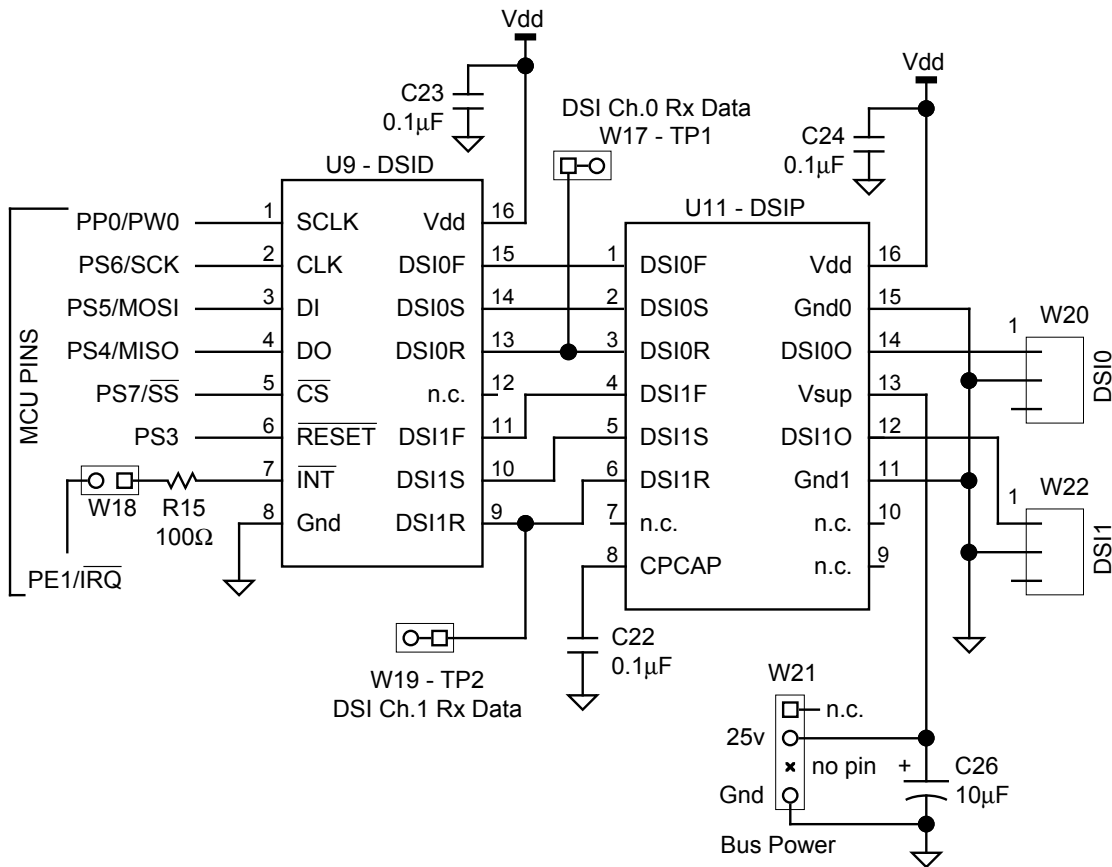 Vdd
C23
0.1µF
DSI Ch.0 Rx Data
W17 - TP1
Vdd
C24
0.1µF
U9 - DSID
MCU PINS
PP0/PW0 1 SCLK Vdd 16
PS6/SCK 2 CLK DSI0F 15
PS5/MOSI 3 DI DSI0S 14
PS4/MISO 4 DO DSI0R 13
PS7/S̅S̅ 5 C̅S̅ n.c. 12
PS3 6 R̅E̅S̅E̅T̅ DSI1F 11
7 I̅N̅T̅ DSI1S 10
8 Gnd DSI1R 9
W18
R15
100Ω
PE1/I̅R̅Q̅
U11 - DSIP
1 DSI0F Vdd 16
2 DSI0S Gnd0 15
3 DSI0R DSI0O 14
4 DSI1F Vsup 13
5 DSI1S DSI1O 12
6 DSI1R Gnd1 11
7 n.c. n.c. 10
8 CPCAP n.c. 9
W20
1
DSI0
W22
1
DSI1
W19 - TP2
DSI Ch.1 Rx Data
C22
0.1µF
W21
n.c.
25v
no pin
Gnd
Bus Power
+
C26
10µF